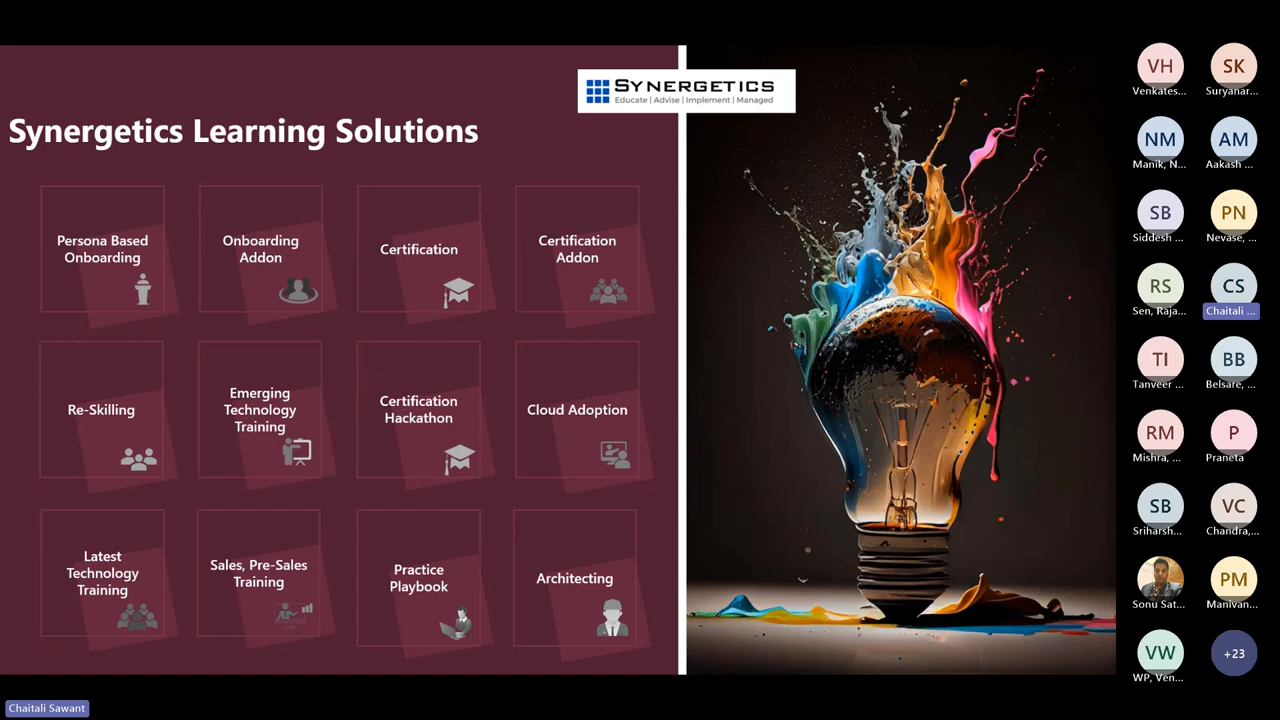 SYNERGETICS
Educate | Advise | Implement | Managed
Synergetics Learning Solutions
Persona Based
Onboarding
Onboarding
Addon
Certification
Certification
Addon
Re-Skilling
Emerging
Technology
Training
Certification
Hackathon
Cloud Adoption
Latest
Technology
Training
Sales, Pre-Sales
Training
Practice
Playbook
Architecting
VH
Venkates...
SK
Suryanar...
NM
Manik, N...
AM
Aakash ...
SB
Siddesh ...
PN
Nevase, ...
RS
Sen, Raja...
CS
Chaitali ...
TI
Tanveer ...
BB
Belsare, ...
RM
Mishra, ...
P
Praneta
SB
Sriharsh...
VC
Chandra,...
Sonu Sat...
PM
Manivan...
VW
WP, Ven...
+23
Chaitali Sawant